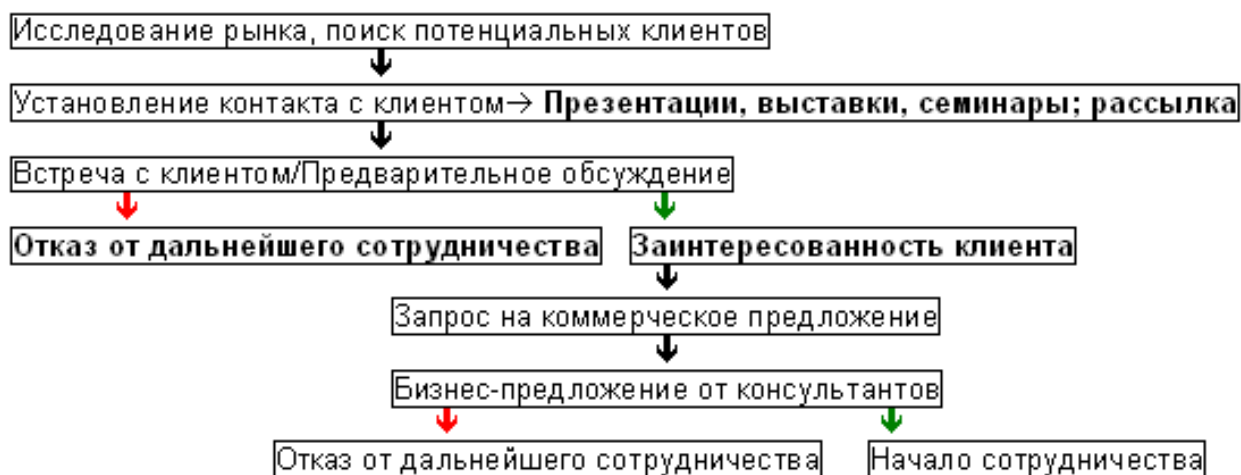 Исследование рынка, поиск потенциальных клиентов
Установление контакта с клиентом→ Презентации, выставки, семинары; рассылка
Встреча с клиентом/Предварительное обсуждение
Отказ от дальнейшего сотрудничества Заинтересованность клиента
Запрос на коммерческое предложение
Бизнес-предложение от консультантов
Отказ от дальнейшего сотрудничества Начало сотрудничества